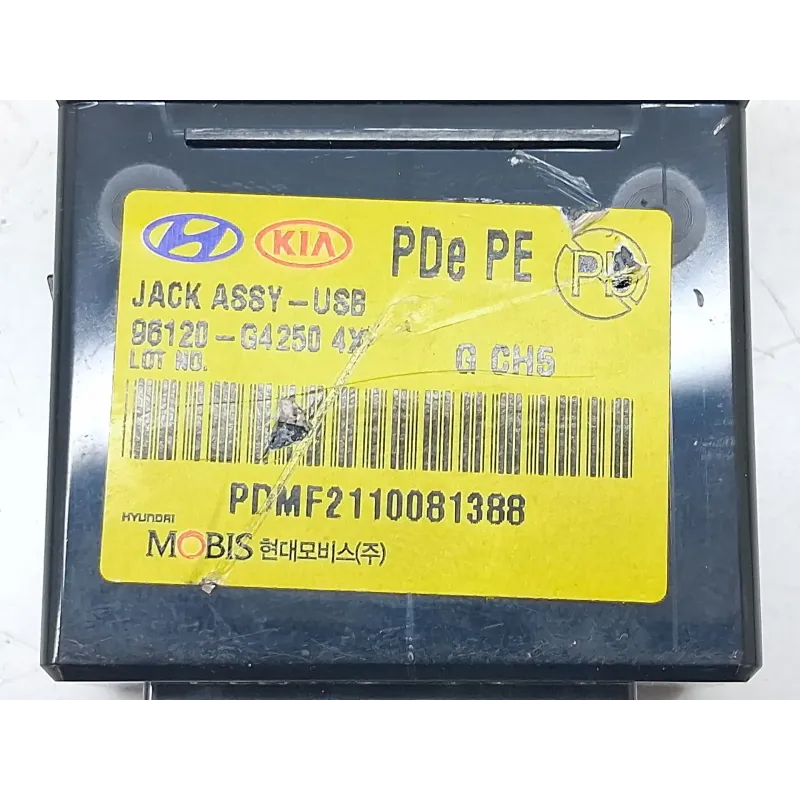 KIA
PDe PE
JACK ASSY-USB
96120-G4250
G CH5
LOT NO.
PDMF2110081388
HYUNDAI
MOBIS 현대모비스(주)